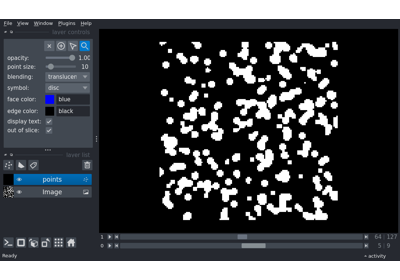 File View Window Plugins Help
layer controls
opacity: 1.00
point size: 10
blending: translucen
symbol: disc
face color: blue
edge color: black
display text:
out of slice:
layer list
points
Image
1 64 127
0 5 9
Ready
activity